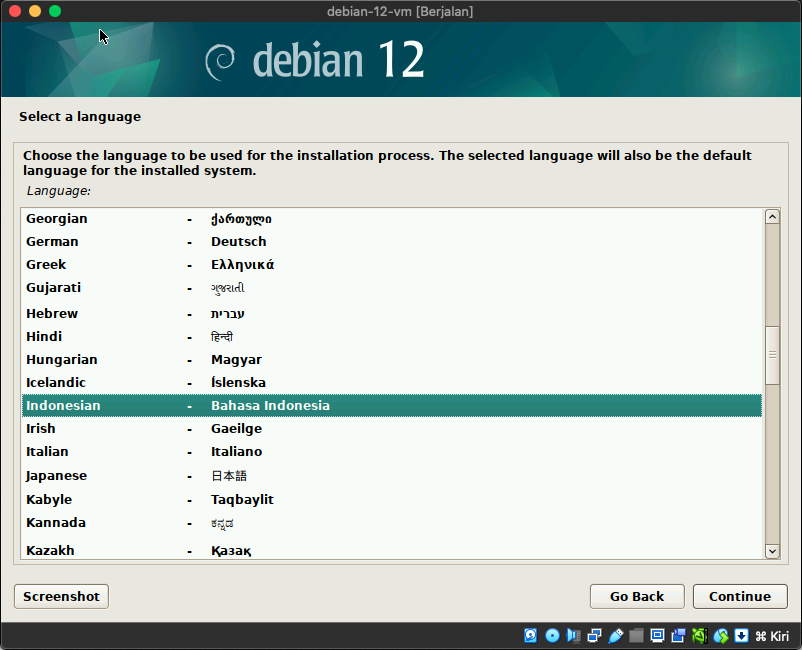 debian-12-vm [Berjalan]
debian 12
Select a language
Choose the language to be used for the installation process. The selected language will also be the default
language for the installed system.
Language:
Georgian - ქართული
German - Deutsch
Greek - Ελληνικά
Gujarati - ગુજરાતી
Hebrew - עברית
Hindi - हिन्दी
Hungarian - Magyar
Icelandic - Íslenska
Indonesian - Bahasa Indonesia
Irish - Gaeilge
Italian - Italiano
Japanese - 日本語
Kabyle - Taqbaylit
Kannada - ಕನ್ನಡ
Kazakh - Қазақ
Screenshot
Go Back
Continue
⌘ Kiri